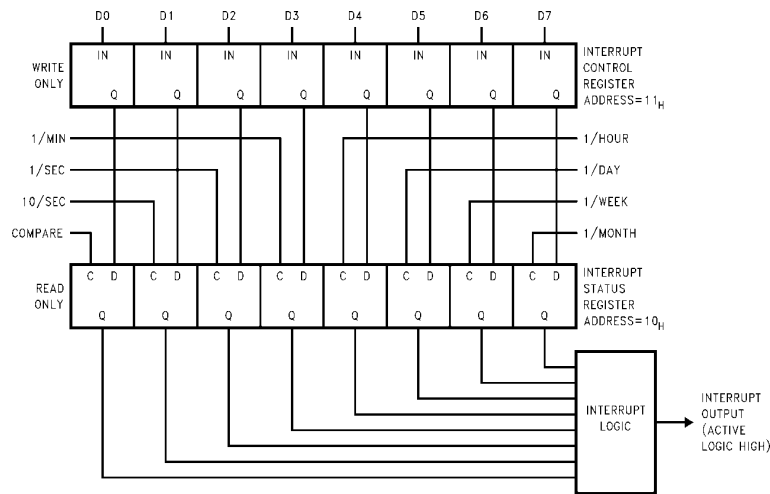 D0 D1 D2 D3 D4 D5 D6 D7
WRITE
ONLY
IN IN IN IN IN IN IN IN
Q Q Q Q Q Q Q Q
INTERRUPT
CONTROL
REGISTER
ADDRESS=11H
1/MIN
1/HOUR
1/SEC
1/DAY
10/SEC
1/WEEK
COMPARE
1/MONTH
READ
ONLY
C D C D C D C D C D C D C D C D
Q Q Q Q Q Q Q Q
INTERRUPT
STATUS
REGISTER
ADDRESS=10H
INTERRUPT
LOGIC
INTERRUPT
OUTPUT
(ACTIVE
LOGIC HIGH)